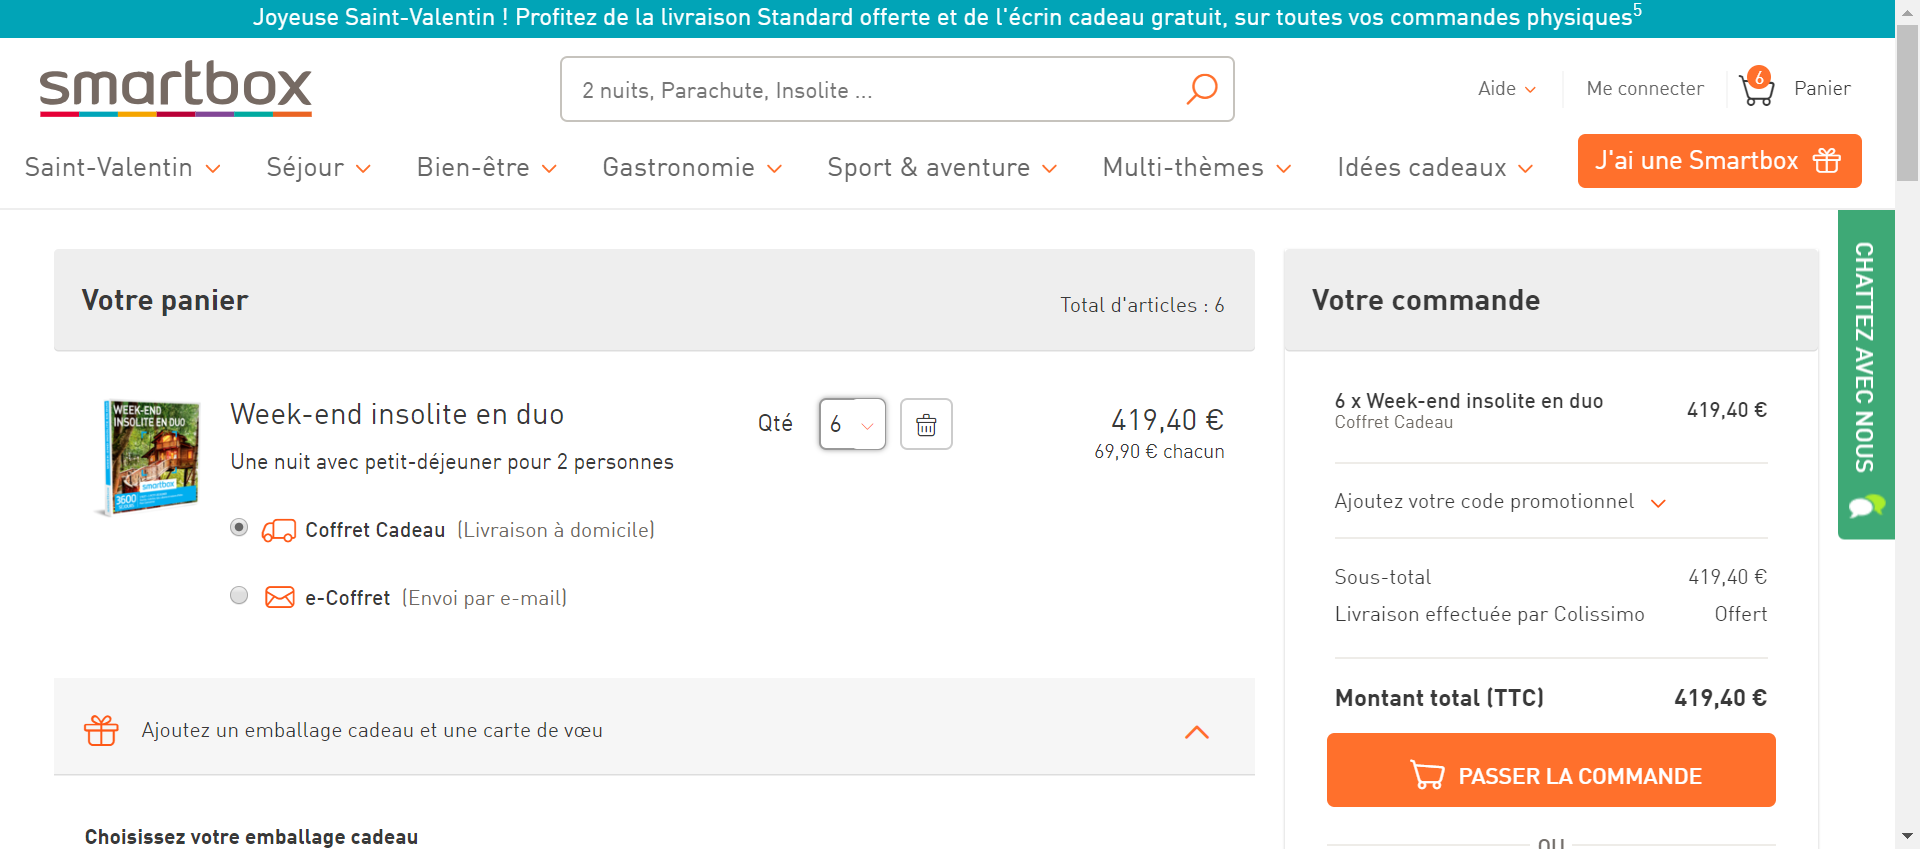 Joyeuse Saint-Valentin ! Profitez de la livraison Standard offerte et de l'écrin cadeau gratuit, sur toutes vos commandes physiques5
smartbox
2 nuits, Parachute, Insolite ...
Aide
Me connecter
6
Panier
Saint-Valentin
Séjour
Bien-être
Gastronomie
Sport & aventure
Multi-thèmes
Idées cadeaux
J'ai une Smartbox
CHATTEZ AVEC NOUS
Votre panier
Total d'articles : 6
WEEK-END
INSOLITE EN DUO
smartbox
3600
Week-end insolite en duo
Qté
6
419,40 €
69,90 € chacun
Une nuit avec petit-déjeuner pour 2 personnes
Coffret Cadeau (Livraison à domicile)
e-Coffret (Envoi par e-mail)
Ajoutez un emballage cadeau et une carte de vœu
Choisissez votre emballage cadeau
Votre commande
6 x Week-end insolite en duo
Coffret Cadeau
419,40 €
Ajoutez votre code promotionnel
Sous-total 419,40 €
Livraison effectuée par Colissimo Offert
Montant total (TTC) 419,40 €
PASSER LA COMMANDE
OU